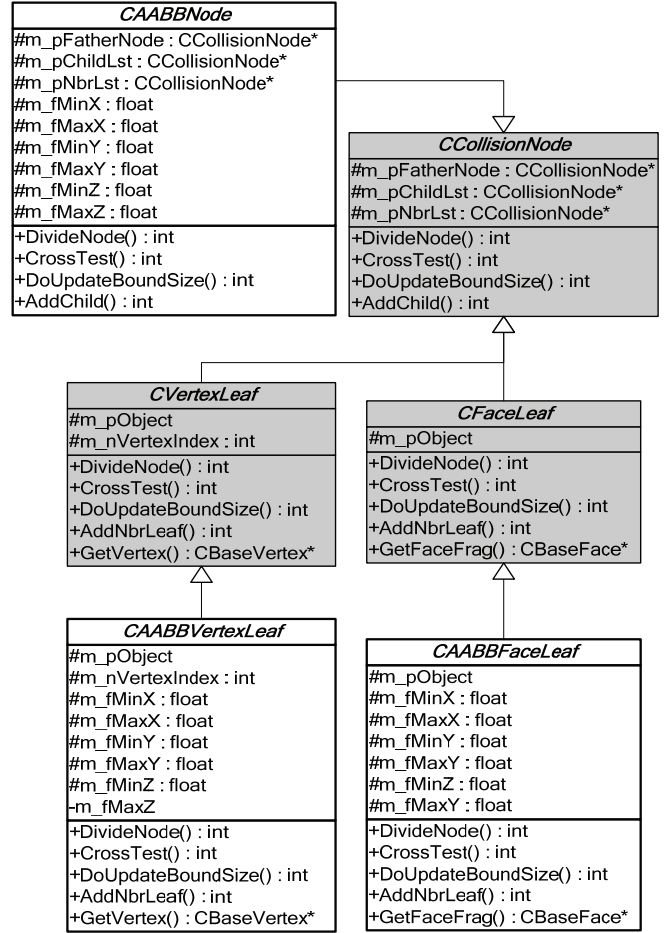 CAABBNode
#m_pFatherNode : CCollisionNode*
#m_pChildLst : CCollisionNode*
#m_pNbrLst : CCollisionNode*
#m_fMinX : float
#m_fMaxX : float
#m_fMinY : float
#m_fMaxY : float
#m_fMinZ : float
#m_fMaxZ : float
+DivideNode() : int
+CrossTest() : int
+DoUpdateBoundSize() : int
+AddChild() : int
CCollisionNode
#m_pFatherNode : CCollisionNode*
#m_pChildLst : CCollisionNode*
#m_pNbrLst : CCollisionNode*
+DivideNode() : int
+CrossTest() : int
+DoUpdateBoundSize() : int
+AddChild() : int
CVertexLeaf
#m_pObject
#m_nVertexIndex : int
+DivideNode() : int
+CrossTest() : int
+DoUpdateBoundSize() : int
+AddNbrLeaf() : int
+GetVertex() : CBaseVertex*
CFaceLeaf
#m_pObject
+DivideNode() : int
+CrossTest() : int
+DoUpdateBoundSize() : int
+AddNbrLeaf() : int
+GetFaceFrag() : CBaseFace*
CAABBVertexLeaf
#m_pObject
#m_nVertexIndex : int
#m_fMinX : float
#m_fMaxX : float
#m_fMinY : float
#m_fMaxY : float
#m_fMinZ : float
-m_fMaxZ
+DivideNode() : int
+CrossTest() : int
+DoUpdateBoundSize() : int
+AddNbrLeaf() : int
+GetVertex() : CBaseVertex*
CAABBFaceLeaf
#m_pObject
#m_fMinX : float
#m_fMaxX : float
#m_fMinY : float
#m_fMaxY : float
#m_fMinZ : float
#m_fMaxY : float
+DivideNode() : int
+CrossTest() : int
+DoUpdateBoundSize() : int
+AddNbrLeaf() : int
+GetFaceFrag() : CBaseFace*